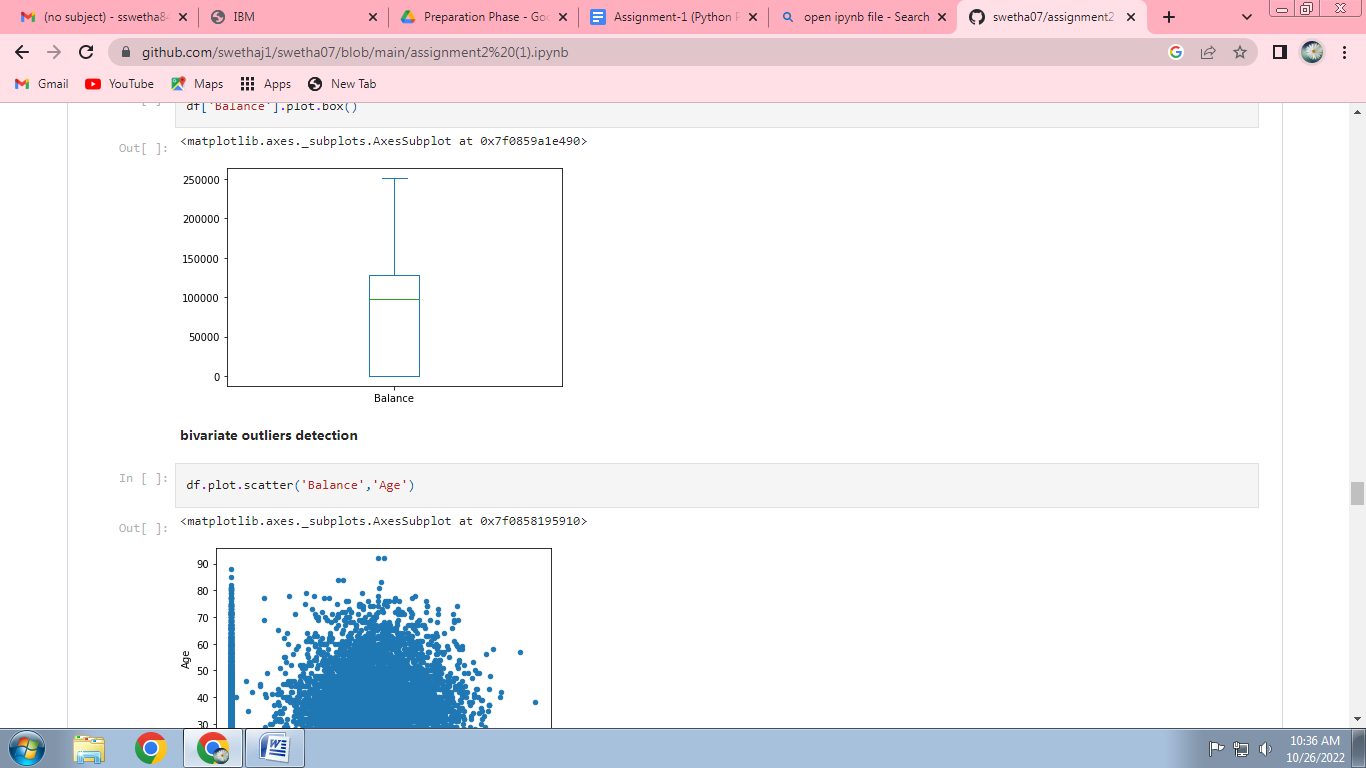 (no subject) - sswetha84
IBM
Preparation Phase - Goo
Assignment-1 (Python P
open ipynb file - Search
swetha07/assignment2
github.com/swethaj1/swetha07/blob/main/assignment2%20(1).ipynb
Gmail
YouTube
Maps
Apps
New Tab
df['Balance'].plot.box()
Out[ ]:
<matplotlib.axes._subplots.AxesSubplot at 0x7f0859a1e490>
250000
200000
150000
100000
50000
0
Balance
bivariate outliers detection
In [ ]:
df.plot.scatter('Balance','Age')
Out[ ]:
<matplotlib.axes._subplots.AxesSubplot at 0x7f0858195910>
90
80
70
60
50
40
30
Age
10:36 AM
10/26/2022